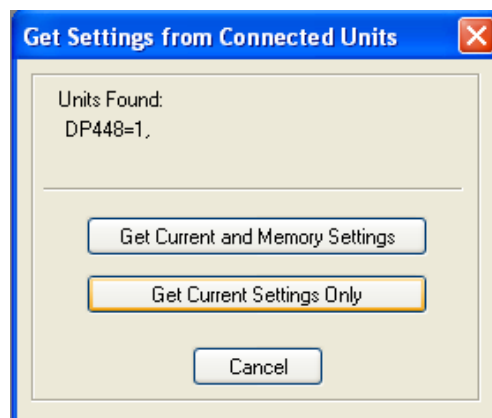 Get Settings from Connected Units
Units Found:
DP448=1,
Get Current and Memory Settings
Get Current Settings Only
Cancel